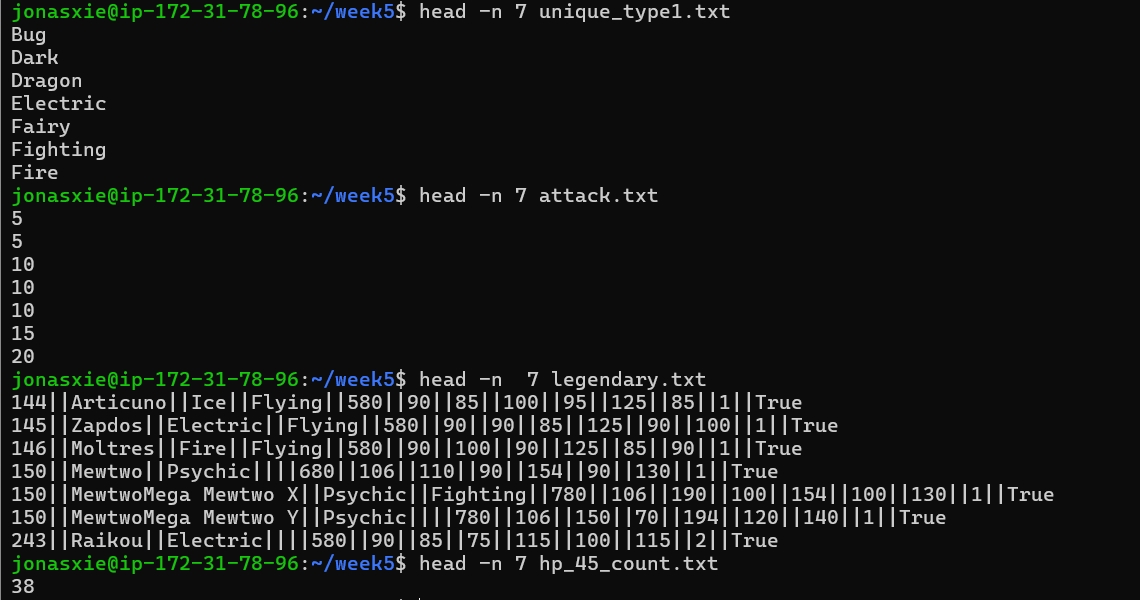 jonasxie@ip-172-31-78-96:~/week5$ head -n 7 unique_type1.txt
Bug
Dark
Dragon
Electric
Fairy
Fighting
Fire
jonasxie@ip-172-31-78-96:~/week5$ head -n 7 attack.txt
5
5
10
10
10
15
20
jonasxie@ip-172-31-78-96:~/week5$ head -n  7 legendary.txt
144||Articuno||Ice||Flying||580||90||85||100||95||125||85||1||True
145||Zapdos||Electric||Flying||580||90||90||85||125||90||100||1||True
146||Moltres||Fire||Flying||580||90||100||90||125||85||90||1||True
150||Mewtwo||Psychic||||680||106||110||90||154||90||130||1||True
150||MewtwoMega Mewtwo X||Psychic||Fighting||780||106||190||100||154||100||130||1||True
150||MewtwoMega Mewtwo Y||Psychic||||780||106||150||70||194||120||140||1||True
243||Raikou||Electric||||580||90||85||75||115||100||115||2||True
jonasxie@ip-172-31-78-96:~/week5$ head -n 7 hp_45_count.txt
38